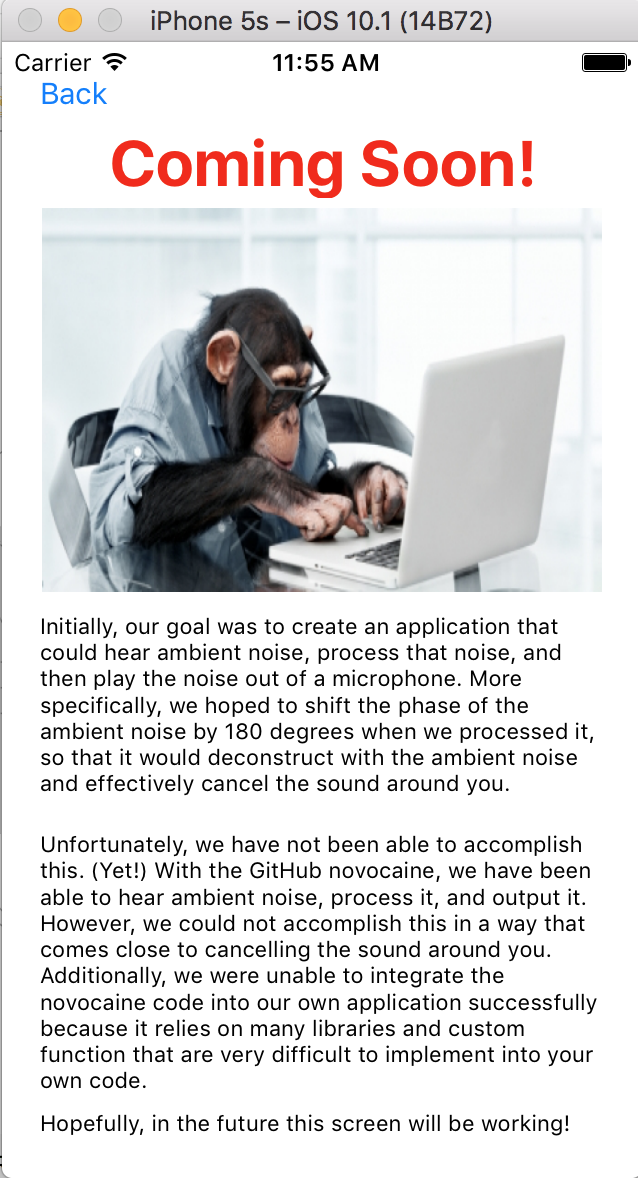 iPhone 5s – iOS 10.1 (14B72)
Carrier 11:55 AM
Back
Coming Soon!
Initially, our goal was to create an application that
could hear ambient noise, process that noise, and
then play the noise out of a microphone. More
specifically, we hoped to shift the phase of the
ambient noise by 180 degrees when we processed it,
so that it would deconstruct with the ambient noise
and effectively cancel the sound around you.
Unfortunately, we have not been able to accomplish
this. (Yet!) With the GitHub novocaine, we have been
able to hear ambient noise, process it, and output it.
However, we could not accomplish this in a way that
comes close to cancelling the sound around you.
Additionally, we were unable to integrate the
novocaine code into our own application successfully
because it relies on many libraries and custom
function that are very difficult to implement into your
own code.
Hopefully, in the future this screen will be working!